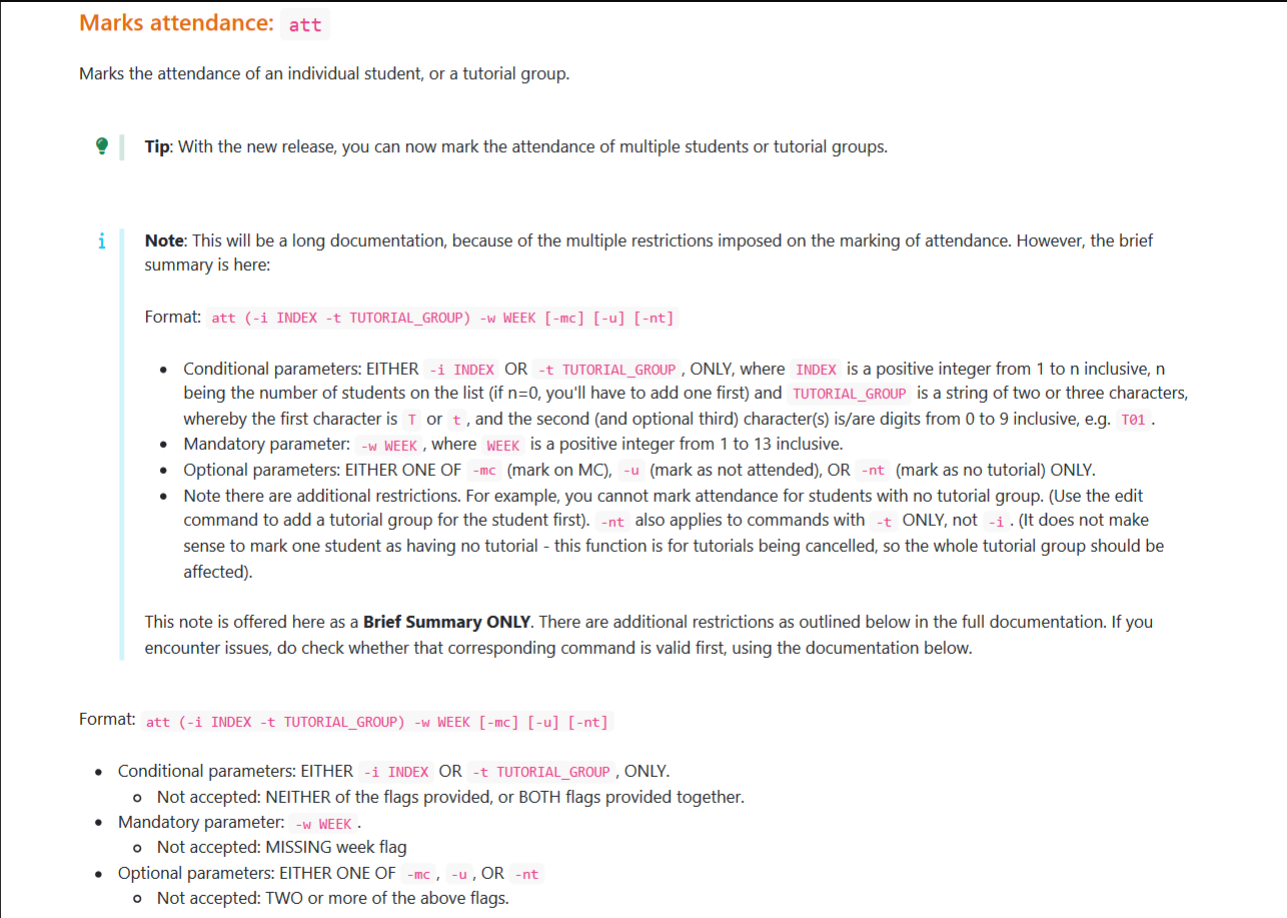 Marks attendance: att
Marks the attendance of an individual student, or a tutorial group.
Tip: With the new release, you can now mark the attendance of multiple students or tutorial groups.
i
Note: This will be a long documentation, because of the multiple restrictions imposed on the marking of attendance. However, the brief
summary is here:
Format: att (-i INDEX -t TUTORIAL_GROUP) -w WEEK [-mc] [-u] [-nt]
• Conditional parameters: EITHER -i INDEX OR -t TUTORIAL_GROUP , ONLY, where INDEX is a positive integer from 1 to n inclusive, n
being the number of students on the list (if n=0, you'll have to add one first) and TUTORIAL_GROUP is a string of two or three characters,
whereby the first character is T or t , and the second (and optional third) character(s) is/are digits from 0 to 9 inclusive, e.g. T01 .
• Mandatory parameter: -w WEEK , where WEEK is a positive integer from 1 to 13 inclusive.
• Optional parameters: EITHER ONE OF -mc (mark on MC), -u (mark as not attended), OR -nt (mark as no tutorial) ONLY.
• Note there are additional restrictions. For example, you cannot mark attendance for students with no tutorial group. (Use the edit
command to add a tutorial group for the student first). -nt also applies to commands with -t ONLY, not -i . (It does not make
sense to mark one student as having no tutorial - this function is for tutorials being cancelled, so the whole tutorial group should be
affected).
This note is offered here as a Brief Summary ONLY. There are additional restrictions as outlined below in the full documentation. If you
encounter issues, do check whether that corresponding command is valid first, using the documentation below.
Format: att (-i INDEX -t TUTORIAL_GROUP) -w WEEK [-mc] [-u] [-nt]
• Conditional parameters: EITHER -i INDEX OR -t TUTORIAL_GROUP , ONLY.
○ Not accepted: NEITHER of the flags provided, or BOTH flags provided together.
• Mandatory parameter: -w WEEK .
○ Not accepted: MISSING week flag
• Optional parameters: EITHER ONE OF -mc , -u , OR -nt
○ Not accepted: TWO or more of the above flags.